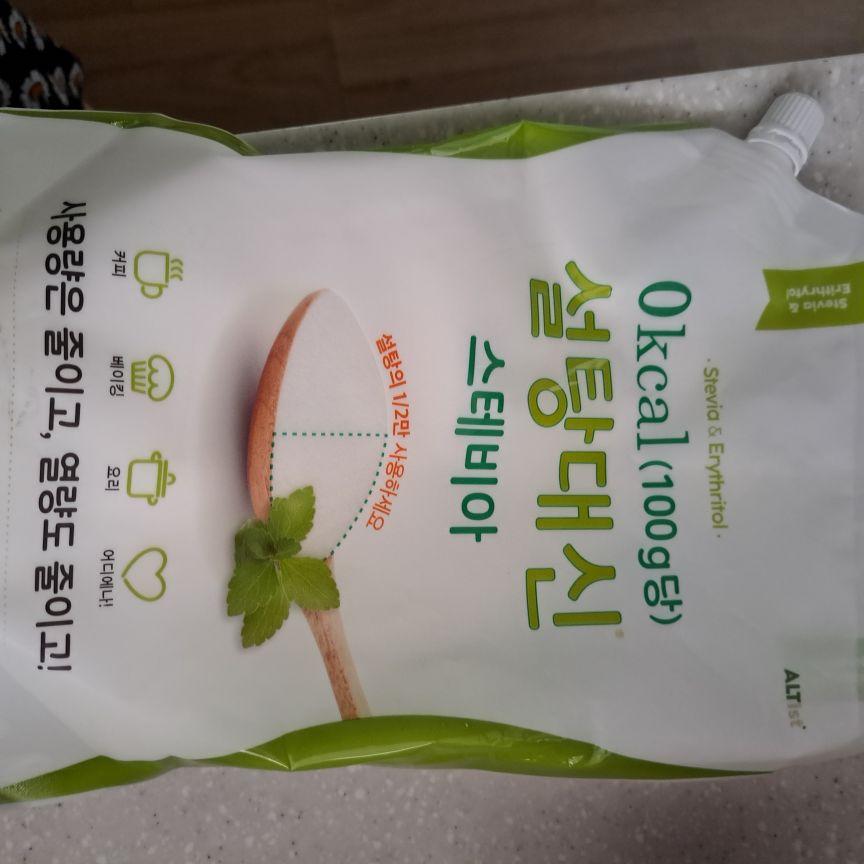 Stevia &
Erithrytol
ALTist
· Stevia & Erythritol ·
0kcal(100g당)
설탕대신®
스테비아
설탕의 1/2만 사용하세요
커피 베이킹 요리 어디에나!
사용량은 줄이고, 열량도 줄이고!